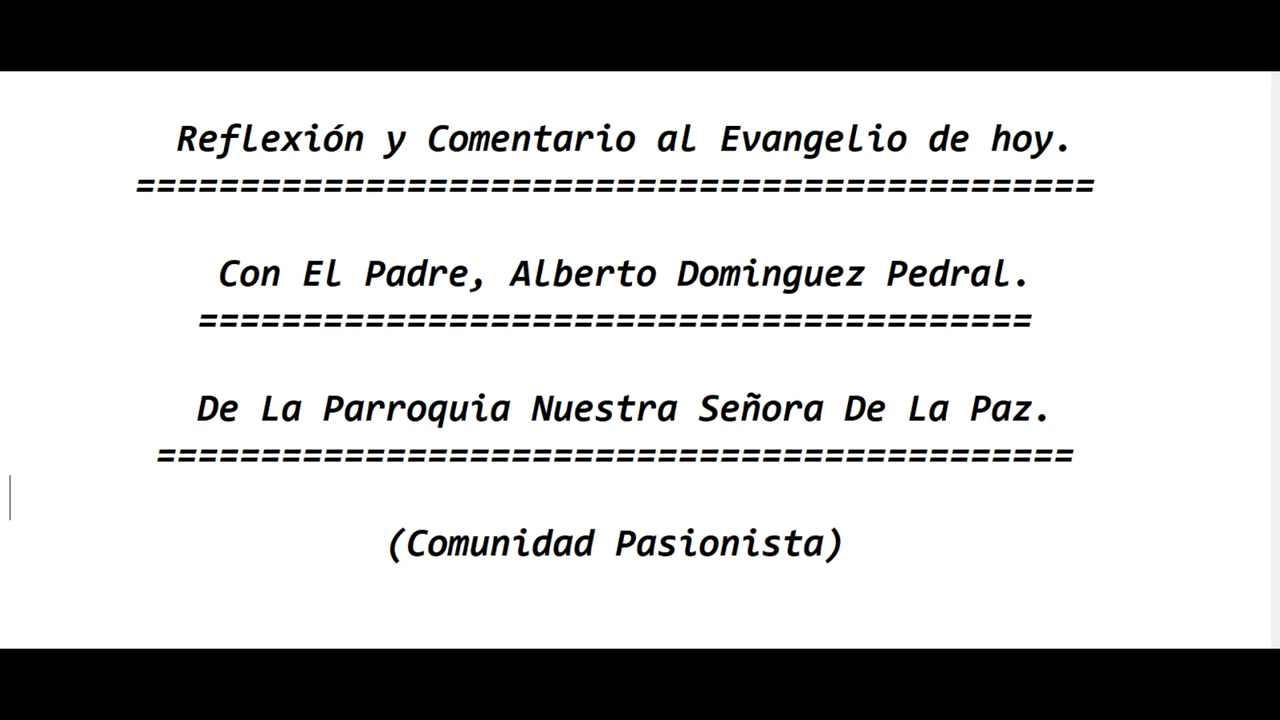 Reflexión y Comentario al Evangelio de hoy.
==============================================
Con El Padre, Alberto Dominguez Pedral.
========================================
De La Parroquia Nuestra Señora De La Paz.
============================================
(Comunidad Pasionista)